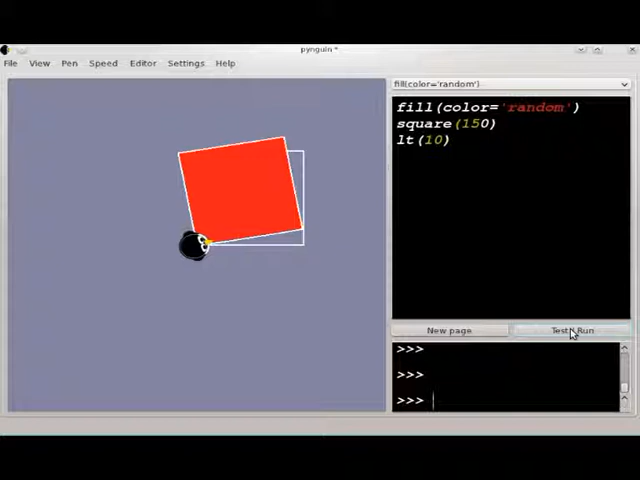 pynguin *
File View Pen Speed Editor Settings Help
fill(color='random')
fill(color='random')
square(150)
lt(10)
New page Test/Run
>>>
>>>
>>>